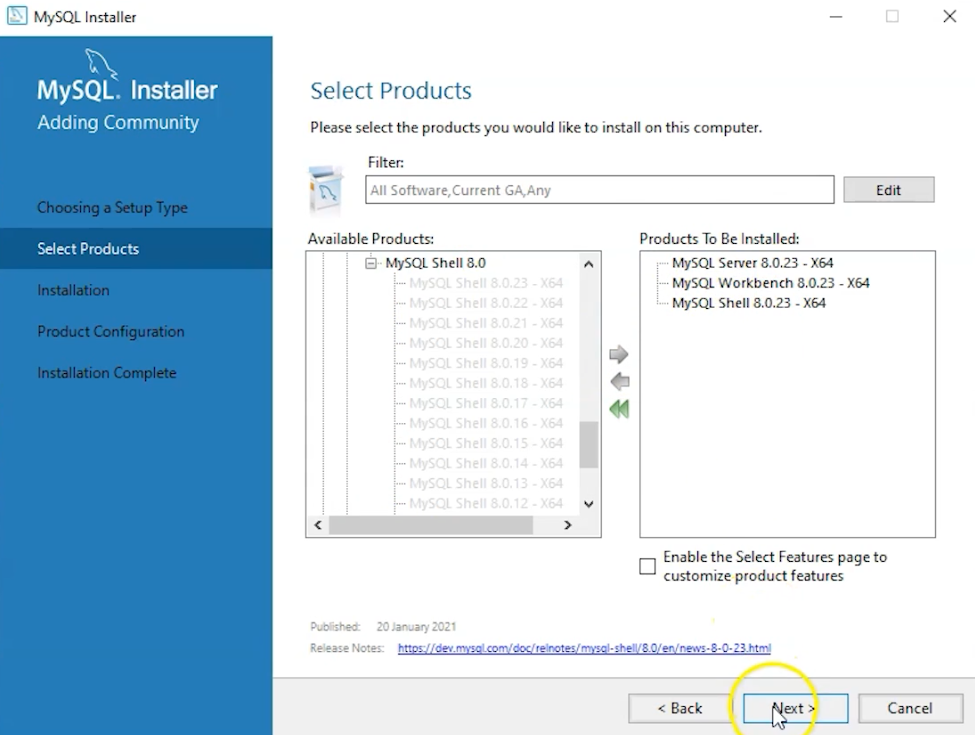 MySQL Installer
MySQL. Installer
Adding Community
Choosing a Setup Type
Select Products
Installation
Product Configuration
Installation Complete
Select Products
Please select the products you would like to install on this computer.
Filter:
All Software,Current GA,Any
Edit
Available Products:
MySQL Shell 8.0
MySQL Shell 8.0.23 - X64
MySQL Shell 8.0.22 - X64
MySQL Shell 8.0.21 - X64
MySQL Shell 8.0.20 - X64
MySQL Shell 8.0.19 - X64
MySQL Shell 8.0.18 - X64
MySQL Shell 8.0.17 - X64
MySQL Shell 8.0.16 - X64
MySQL Shell 8.0.15 - X64
MySQL Shell 8.0.14 - X64
MySQL Shell 8.0.13 - X64
MySQL Shell 8.0.12 - X64
Products To Be Installed:
MySQL Server 8.0.23 - X64
MySQL Workbench 8.0.23 - X64
MySQL Shell 8.0.23 - X64
Enable the Select Features page to
customize product features
Published: 20 January 2021
Release Notes: https://dev.mysql.com/doc/relnotes/mysql-shell/8.0/en/news-8-0-23.html
< Back
Next >
Cancel